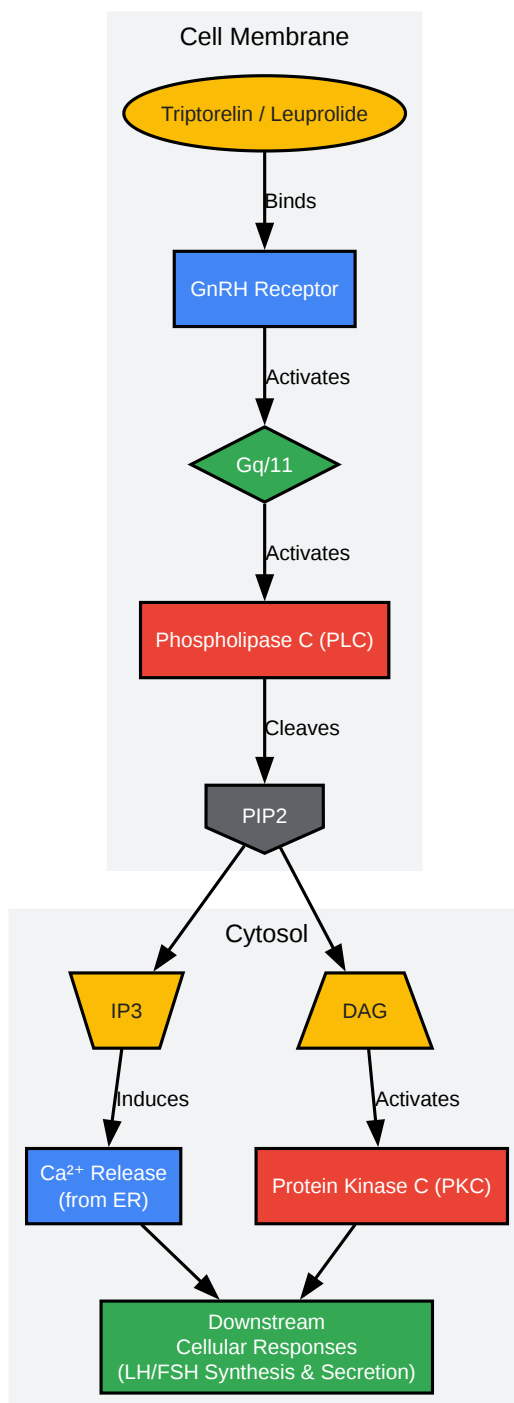 Cell Membrane
Triptorelin / Leuprolide
Binds
GnRH Receptor
Activates
Gq/11
Activates
Phospholipase C (PLC)
Cleaves
PIP2
Cytosol
IP3
DAG
Induces
Activates
Ca²⁺ Release
(from ER)
Protein Kinase C (PKC)
Downstream
Cellular Responses
(LH/FSH Synthesis & Secretion)